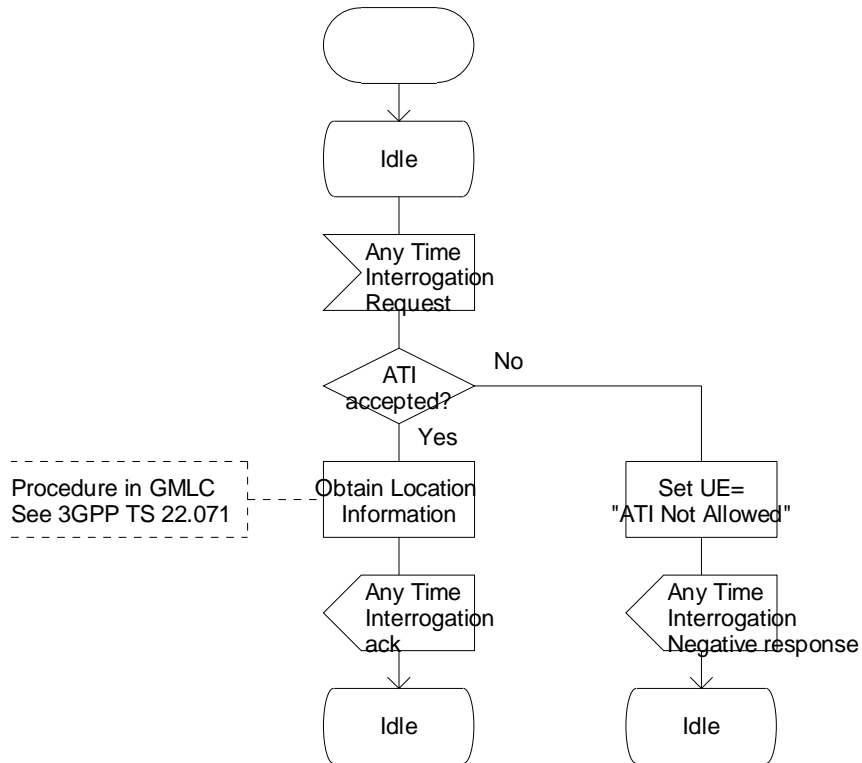 Idle
Any Time
Interrogation
Request
ATI
accepted?
No
Yes
Procedure in GMLC
See 3GPP TS 22.071
Obtain Location
Information
Set UE=
"ATI Not Allowed"
Any Time
Interrogation
ack
Any Time
Interrogation
Negative response
Idle
Idle